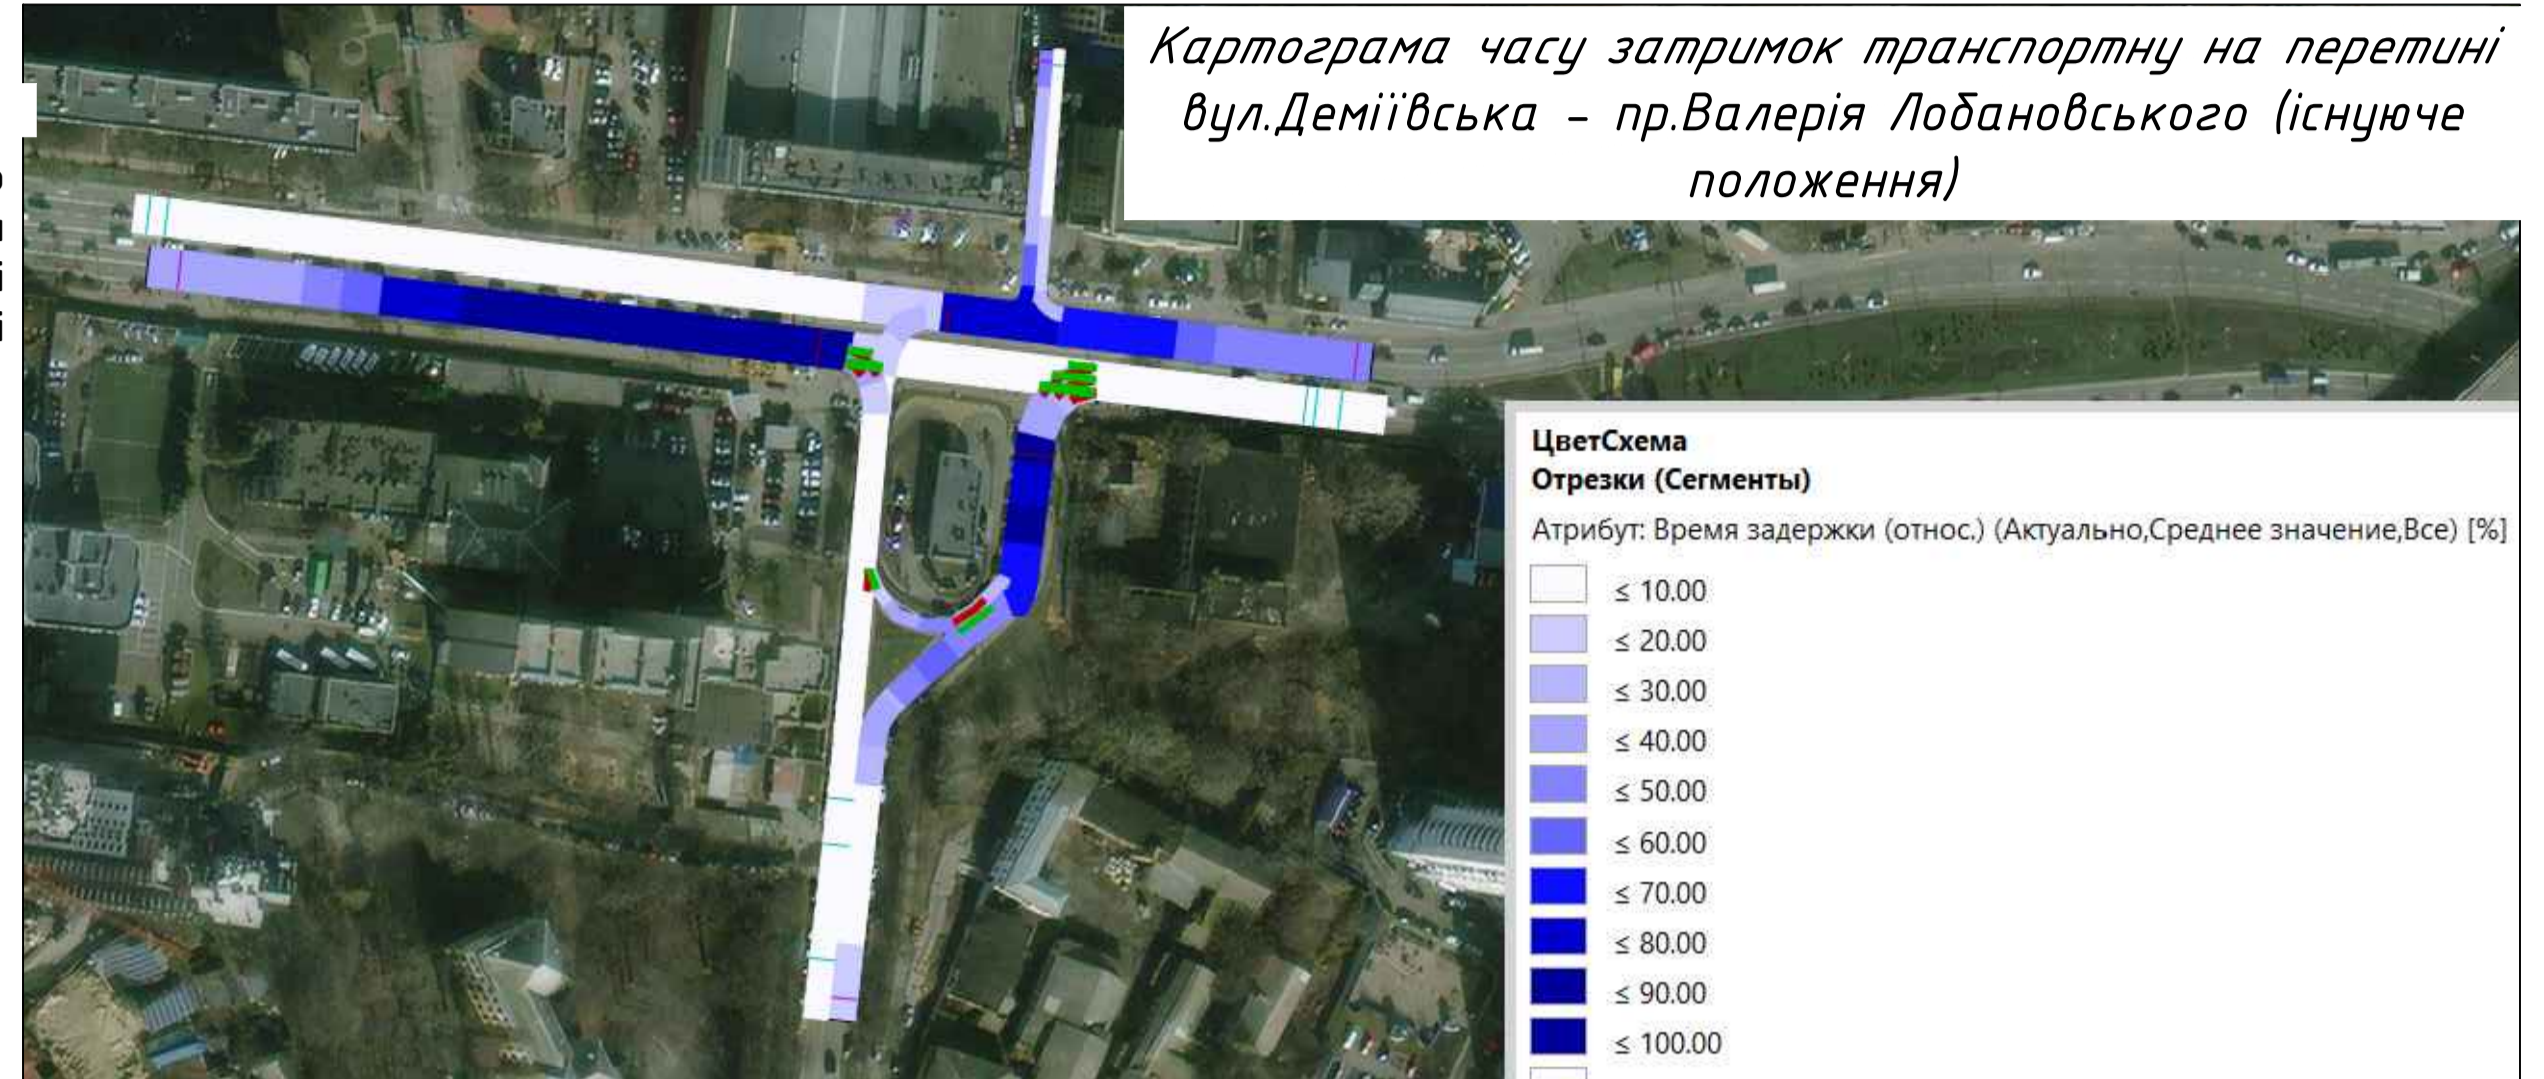 Картограма часу затримок транспортну на перетині
вул.Деміївська - пр.Валерія Лобановського (існуюче
положення)
ЦветСхема
Отрезки (Сегменты)
Атрибут: Время задержки (относ.) (Актуально,Среднее значение,Все) [%]
≤ 10.00
≤ 20.00
≤ 30.00
≤ 40.00
≤ 50.00
≤ 60.00
≤ 70.00
≤ 80.00
≤ 90.00
≤ 100.00